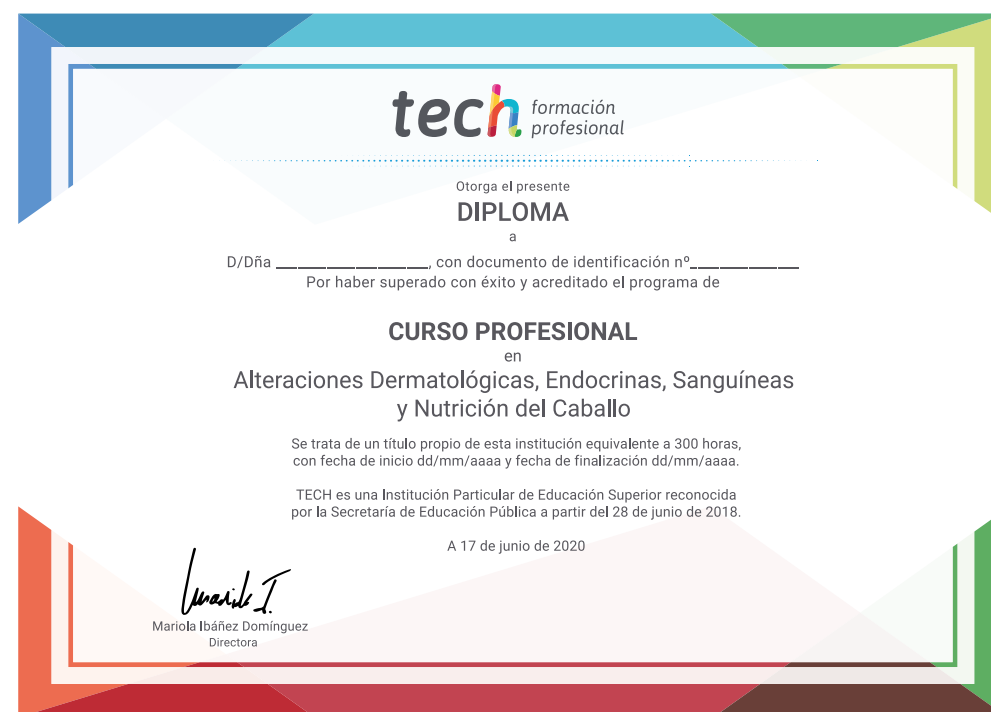 tech formación
profesional
Otorga el presente
DIPLOMA
a
D/Dña ______________, con documento de identificación nº__________
Por haber superado con éxito y acreditado el programa de
CURSO PROFESIONAL
en
Alteraciones Dermatológicas, Endocrinas, Sanguíneas
y Nutrición del Caballo
Se trata de un título propio de esta institución equivalente a 300 horas,
con fecha de inicio dd/mm/aaaa y fecha de finalización dd/mm/aaaa.
TECH es una Institución Particular de Educación Superior reconocida
por la Secretaría de Educación Pública a partir del 28 de junio de 2018.
A 17 de junio de 2020
Mariola Ibáñez Domínguez
Directora